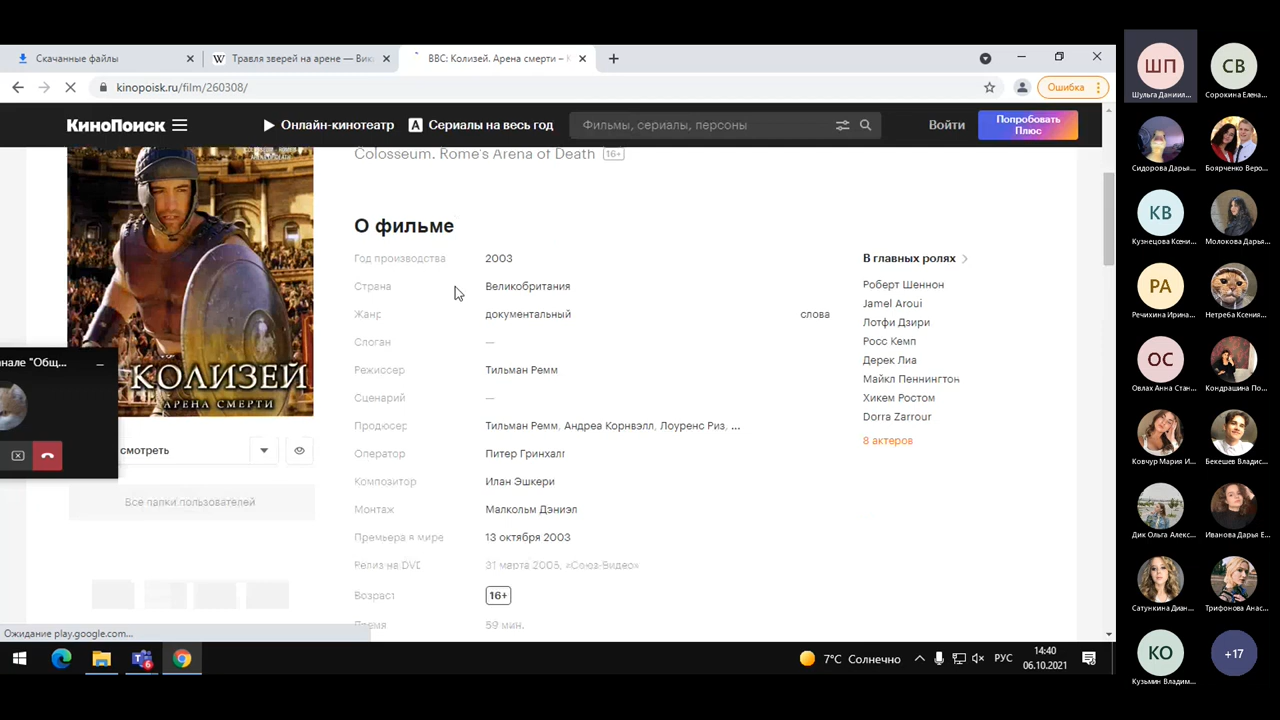 Скачанные файлы
Травля зверей на арене — Вик
BBC: Колизей. Арена смерти –
kinopoisk.ru/film/260308/
Ошибка
КиноПоиск
Онлайн-кинотеатр
Сериалы на весь год
Фильмы, сериалы, персоны
Войти
Попробовать
Плюс
Colosseum. Rome's Arena of Death 16+
О фильме
Год производства 2003
Страна Великобритания
Жанр документальный слова
Слоган —
Режиссер Тильман Ремм
Сценарий —
Продюсер Тильман Ремм, Андреа Корнвэлл, Лоуренс Риз, ...
Оператор Питер Гринхалг
Композитор Илан Эшкери
Монтаж Малкольм Дэниэл
Премьера в мире 13 октября 2003
Релиз на DVD 31 марта 2005, «Союз-Видео»
Возраст 16+
Время 59 мин.
В главных ролях
Роберт Шеннон
Jamel Aroui
Лотфи Дзири
Росс Кемп
Дерек Лиа
Майкл Пеннингтон
Хикем Ростом
Dorra Zarrour
8 актеров
КОЛИЗЕЙ
АРЕНА СМЕРТИ
анале "Общ...
смотреть
Все папки пользователей
Ожидание play.google.com...
7°C Солнечно
РУС
14:40
06.10.2021
ШП
Шульга Даниил...
СВ
Сорокина Елена...
Сидорова Дарья...
Боярченко Веро...
КВ
Кузнецова Ксени...
Молокова Дарья...
РА
Речихина Ирина...
Нетреба Ксения...
ОС
Овлах Анна Стан...
Кондрашина По...
Ковчур Мария И...
Бекешев Владис...
Дик Ольга Алекс...
Иванова Дарья Е...
Сатункина Диан...
Трифонова Анас...
КО
Кузьмин Владим...
+17